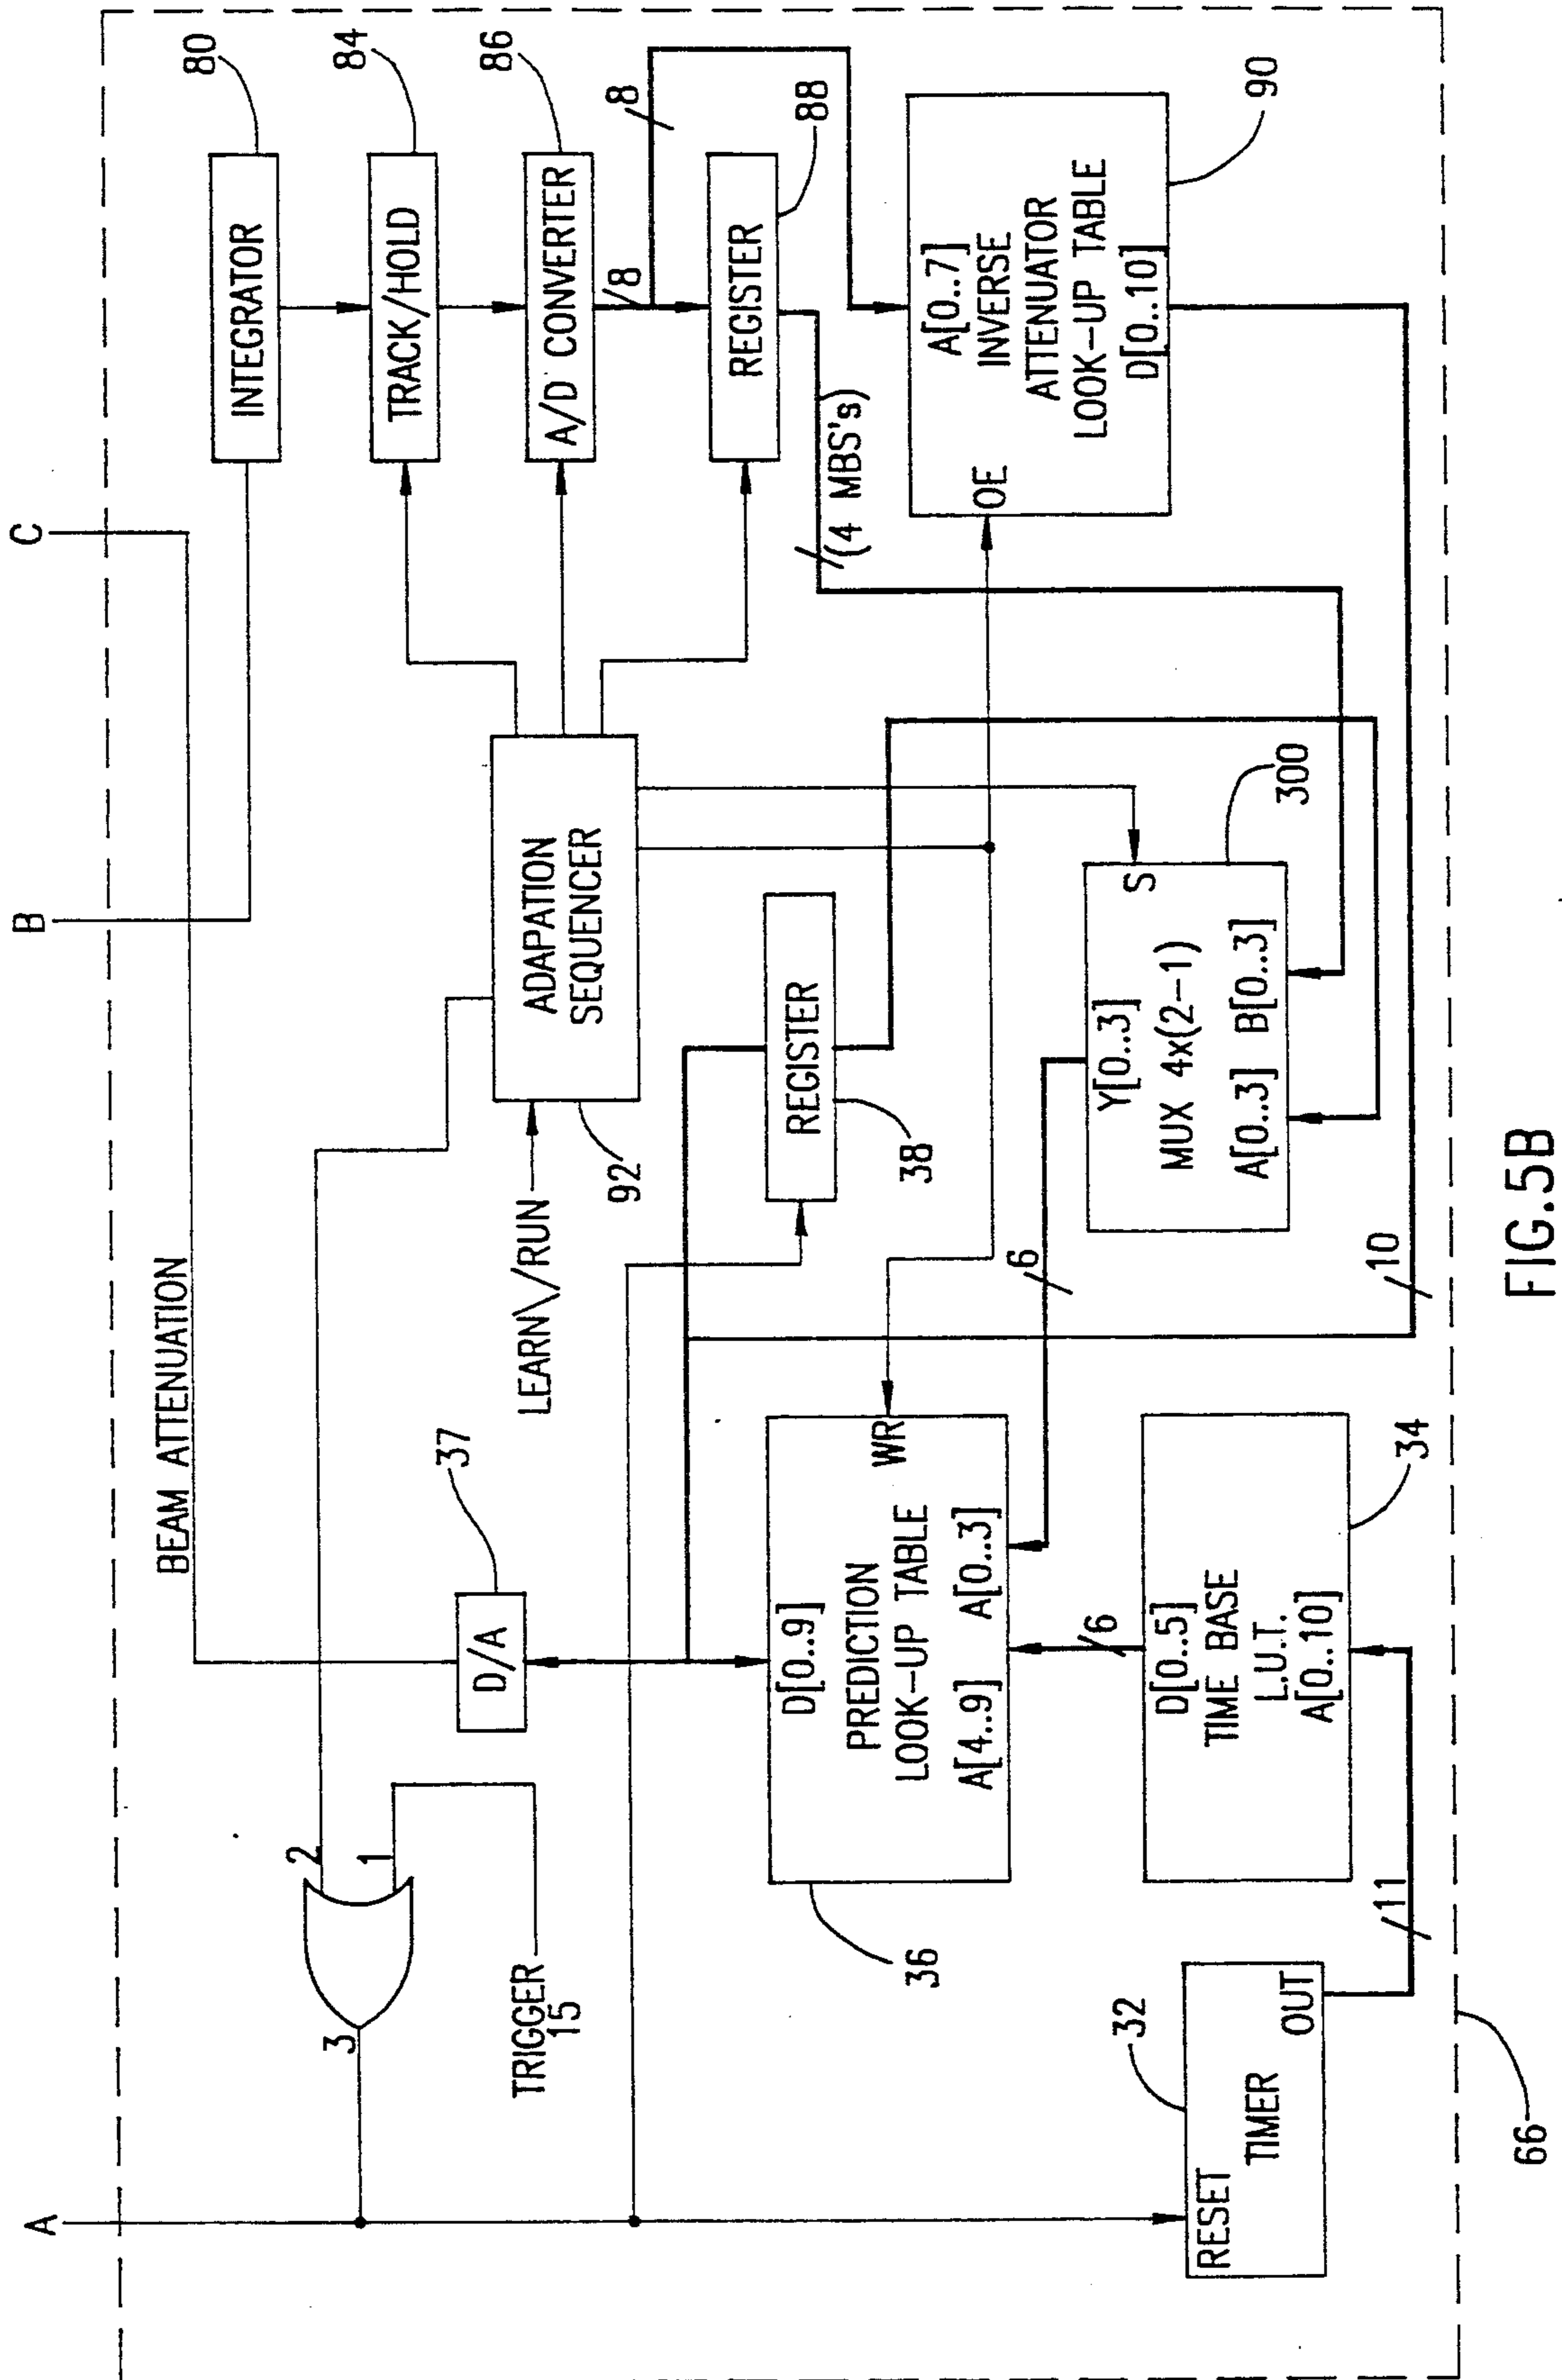 A
B
C
BEAM ATTENUATION
INTEGRATOR
80
TRACK/HOLD
84
A/D CONVERTER
86
8
8
REGISTER
88
(4 MBS's)
A[0..7]
INVERSE
ATTENUATOR
LOOK-UP TABLE
D[0..10]
OE
90
ADAPATION
SEQUENCER
92
LEARN\/RUN
3
2
1
TRIGGER
15
D/A
37
REGISTER
38
D[0..9]
PREDICTION
LOOK-UP TABLE
A[4..9] A[0..3]
WR
36
6
6
Y[0..3]
S
MUX 4x(2-1)
A[0..3] B[0..3]
300
D[0..5]
TIME BASE
L.U.T.
A[0..10]
34
10
11
RESET
TIMER
OUT
32
66
FIG.5B